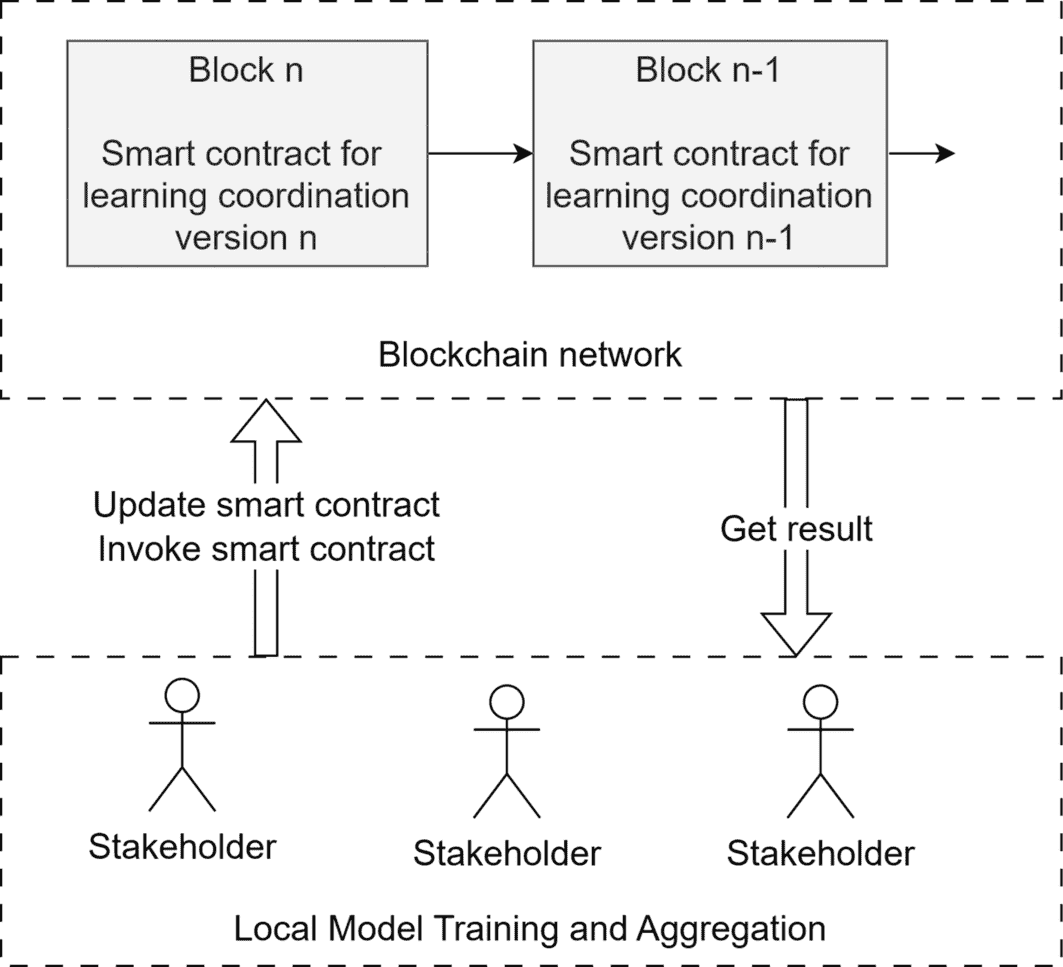 Block n
Smart contract for
learning coordination
version n
Block n-1
Smart contract for
learning coordination
version n-1
Blockchain network
Update smart contract
Invoke smart contract
Get result
Stakeholder
Stakeholder
Stakeholder
Local Model Training and Aggregation